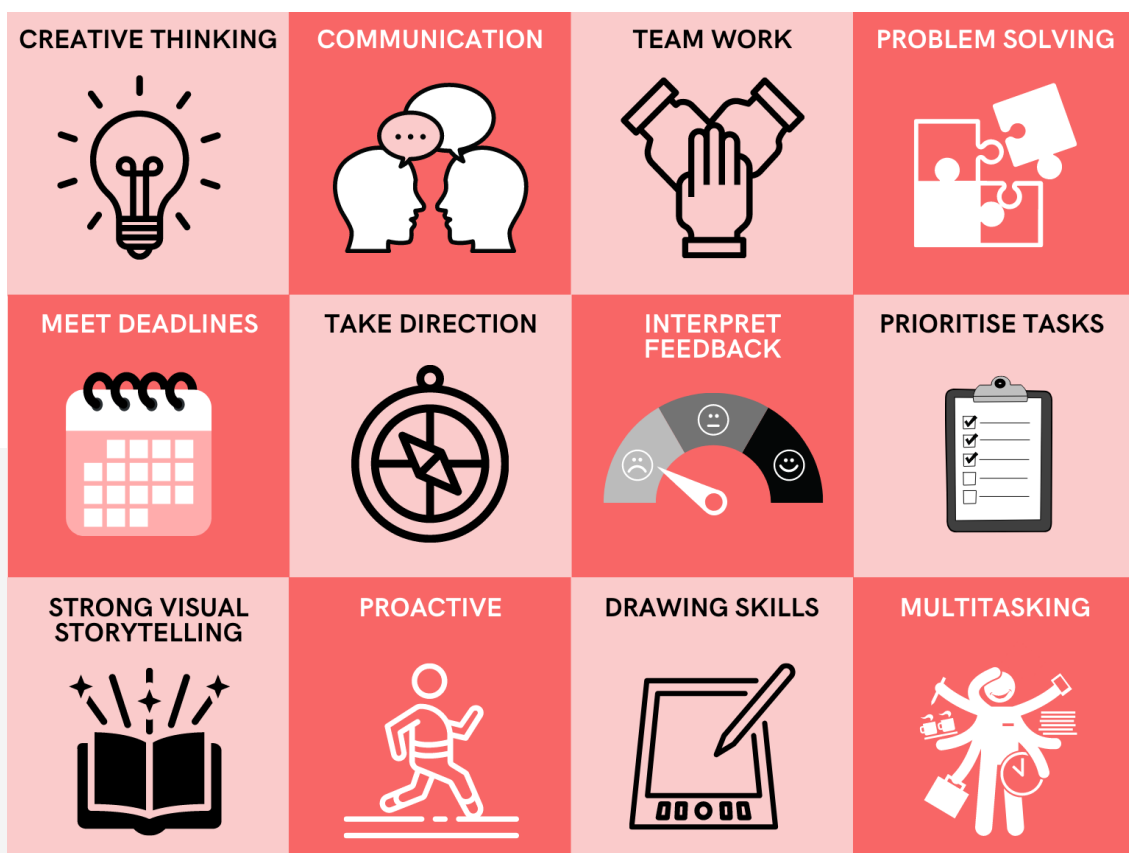 CREATIVE THINKING
COMMUNICATION
TEAM WORK
PROBLEM SOLVING
MEET DEADLINES
TAKE DIRECTION
INTERPRET
FEEDBACK
PRIORITISE TASKS
STRONG VISUAL
STORYTELLING
PROACTIVE
DRAWING SKILLS
MULTITASKING